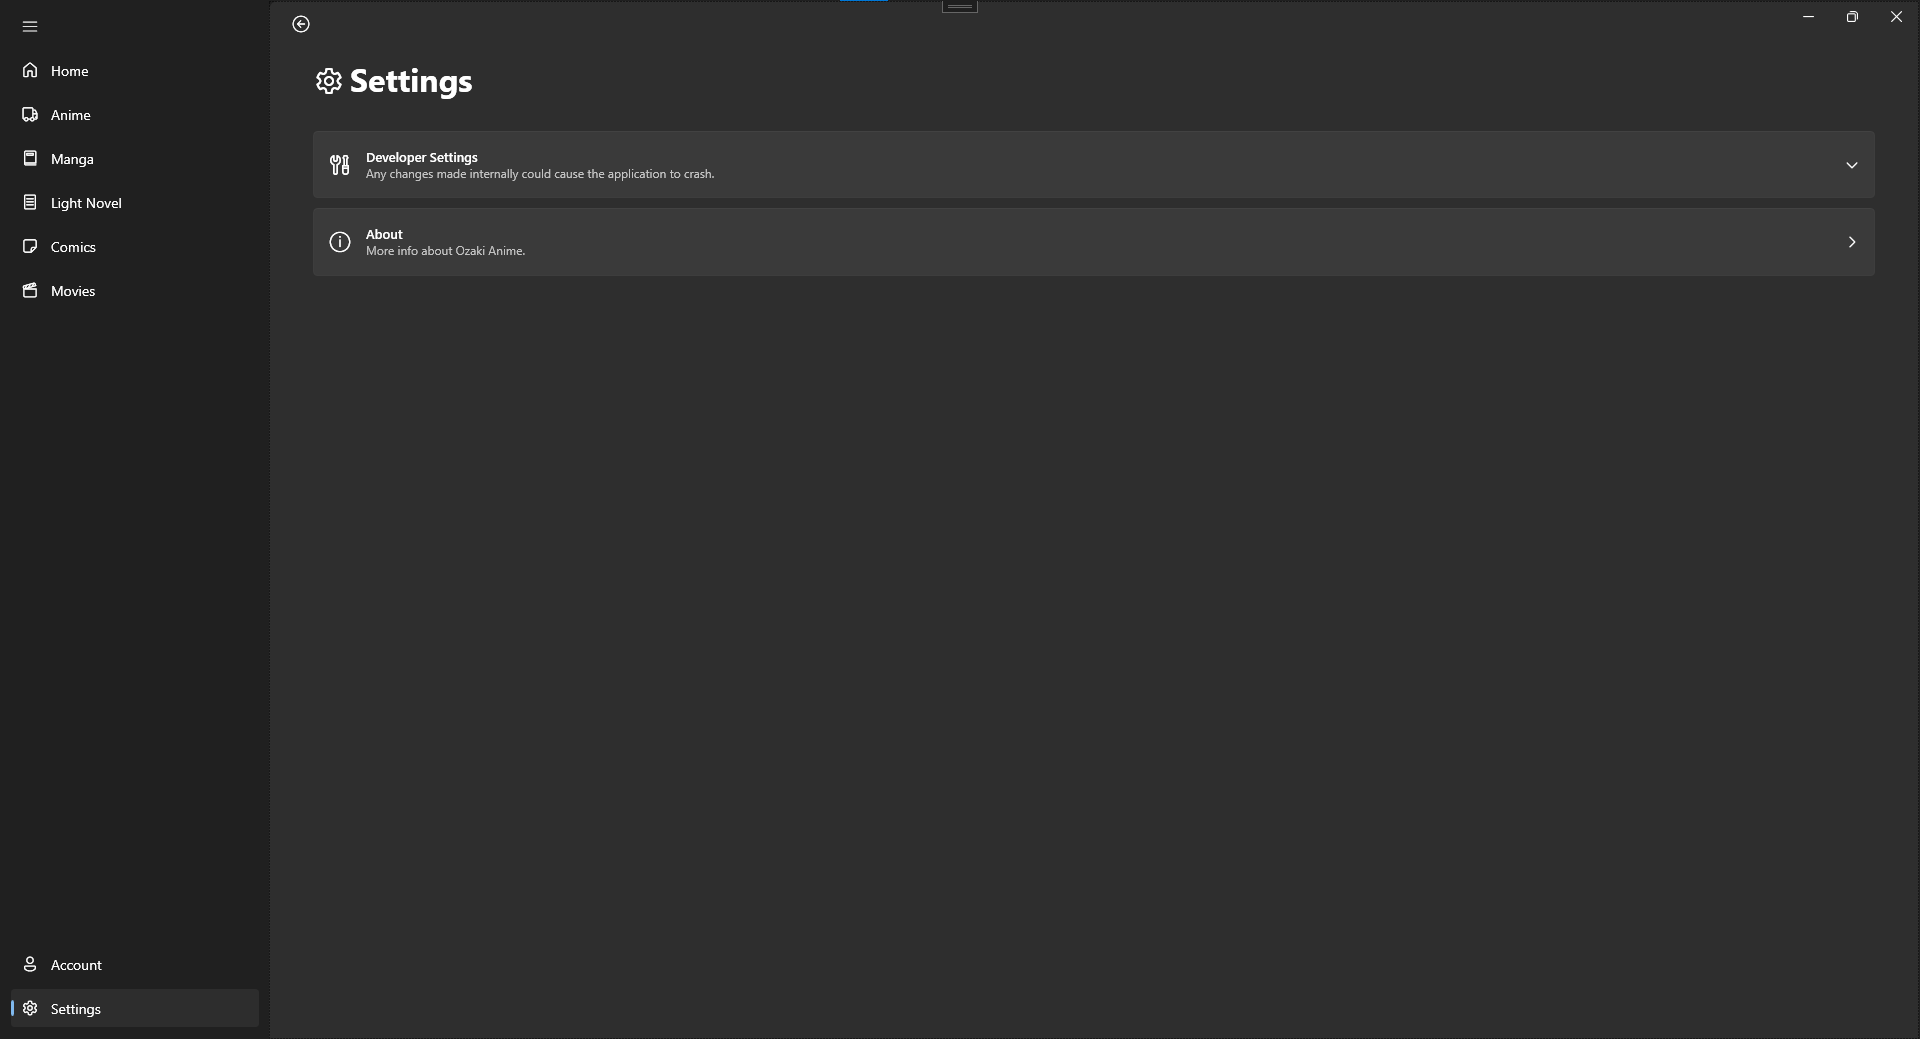 Home
Anime
Manga
Light Novel
Comics
Movies
Account
Settings
Settings
Developer Settings
Any changes made internally could cause the application to crash.
About
More info about Ozaki Anime.